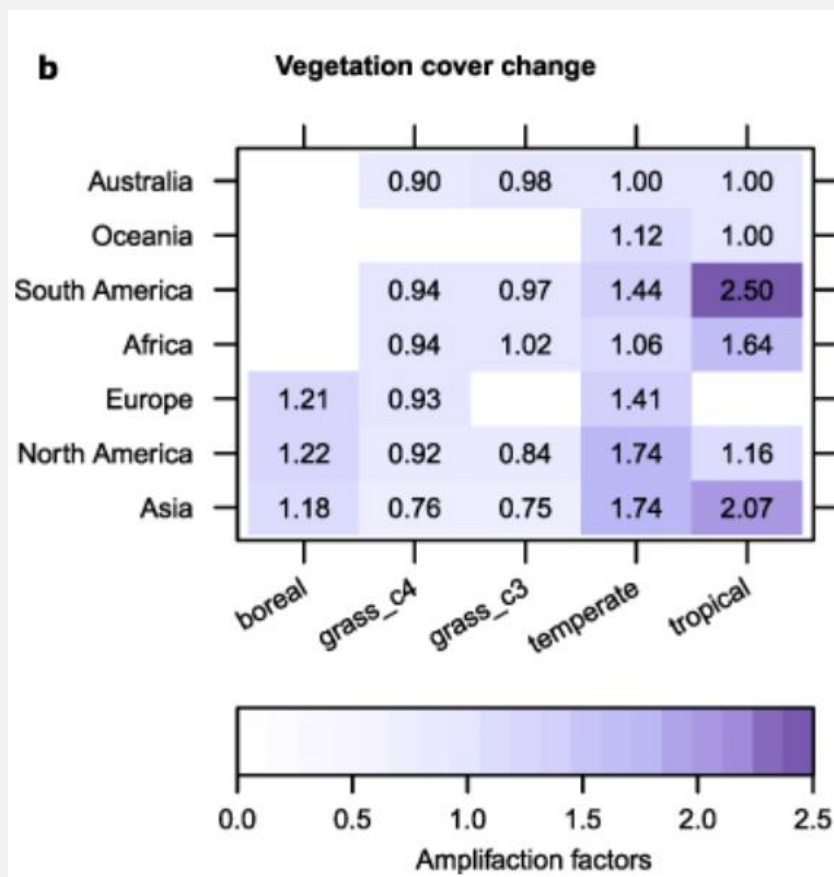 b Vegetation cover change
Australia 0.90 0.98 1.00 1.00
Oceania 1.12 1.00
South America 0.94 0.97 1.44 2.50
Africa 0.94 1.02 1.06 1.64
Europe 1.21 0.93 1.41
North America 1.22 0.92 0.84 1.74 1.16
Asia 1.18 0.76 0.75 1.74 2.07
boreal grass_c4 grass_c3 temperate tropical
0.0 0.5 1.0 1.5 2.0 2.5
Amplifaction factors